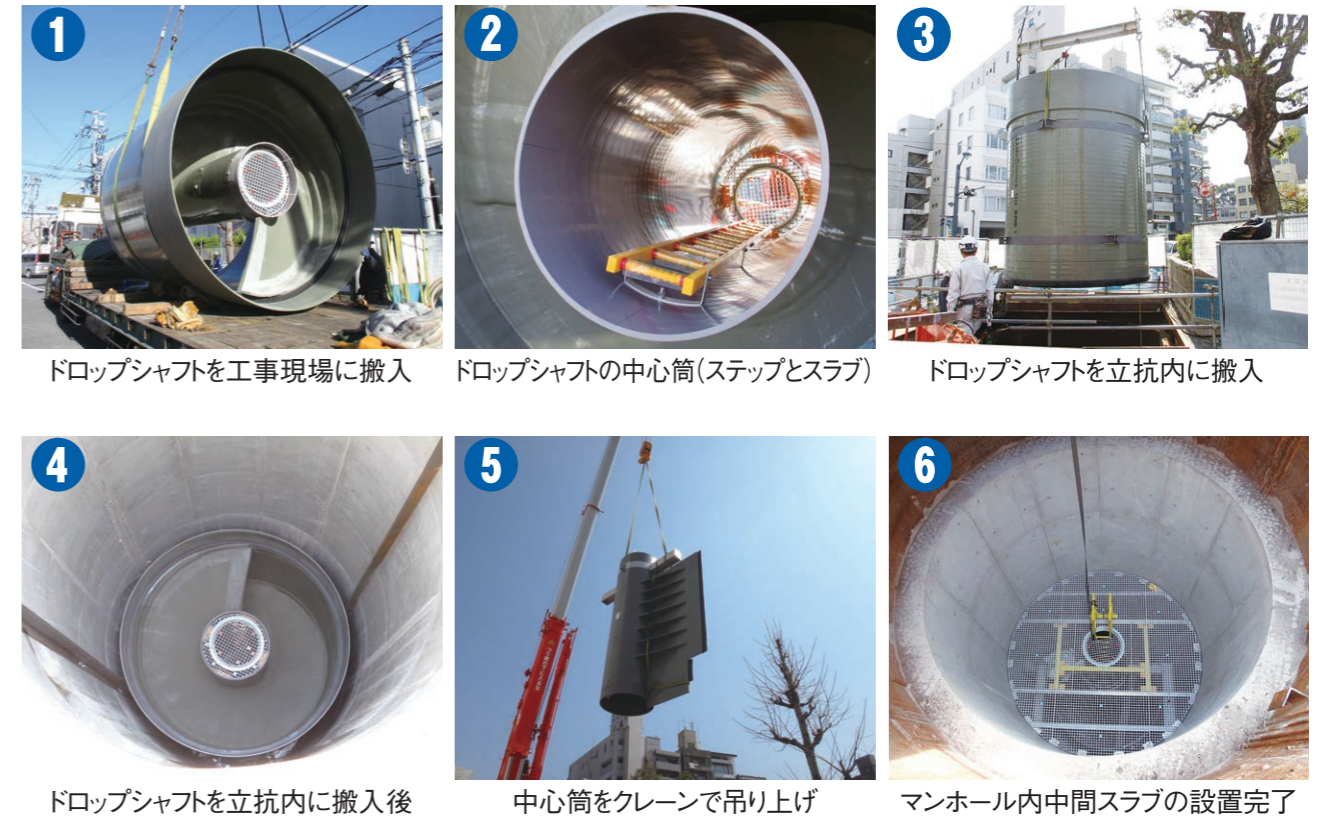 1
2
3
ドロップシャフトを工事現場に搬入
ドロップシャフトの中心筒(ステップとスラブ)
ドロップシャフトを立抗内に搬入
4
5
6
ドロップシャフトを立抗内に搬入後
中心筒をクレーンで吊り上げ
マンホール内中間スラブの設置完了